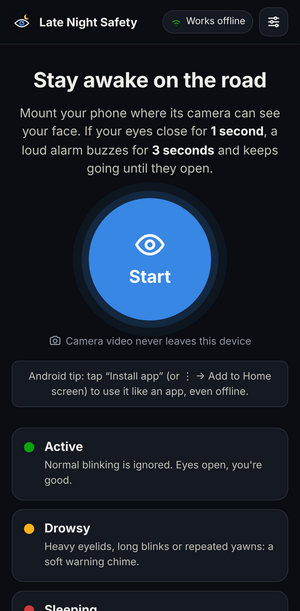 Late Night Safety
Works offline
Stay awake on the road
Mount your phone where its camera can see
your face. If your eyes close for 1 second, a
loud alarm buzzes for 3 seconds and keeps
going until they open.
Start
Camera video never leaves this device
Android tip: tap “Install app” (or ⋮ → Add to Home
screen) to use it like an app, even offline.
Active
Normal blinking is ignored. Eyes open, you're
good.
Drowsy
Heavy eyelids, long blinks or repeated yawns: a
soft warning chime.
Sleeping